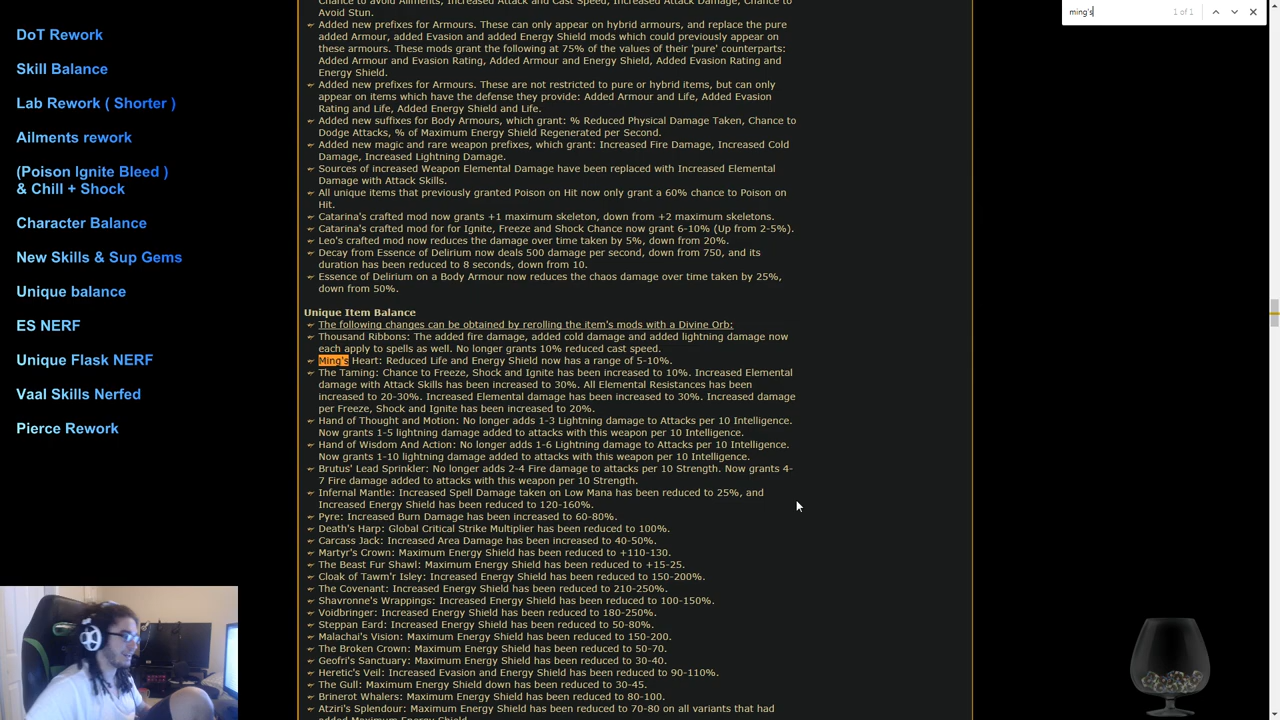 ming's
1 of 1
DoT Rework
Skill Balance
Lab Rework ( Shorter )
Ailments rework
(Poison Ignite Bleed )
& Chill + Shock
Character Balance
New Skills & Sup Gems
Unique balance
ES NERF
Unique Flask NERF
Vaal Skills Nerfed
Pierce Rework
Chance to avoid Ailments, Increased Attack and Cast Speed, Increased Attack Damage, Chance to
Avoid Stun.
Added new prefixes for Armours. These can only appear on hybrid armours, and replace the pure
added Armour, added Evasion and added Energy Shield mods which could previously appear on
these armours. These mods grant the following at 75% of the values of their 'pure' counterparts:
Added Armour and Evasion Rating, Added Armour and Energy Shield, Added Evasion Rating and
Energy Shield.
Added new prefixes for Armours. These are not restricted to pure or hybrid items, but can only
appear on items which have the defense they provide: Added Armour and Life, Added Evasion
Rating and Life, Added Energy Shield and Life.
Added new suffixes for Body Armours, which grant: % Reduced Physical Damage Taken, Chance to
Dodge Attacks, % of Maximum Energy Shield Regenerated per Second.
Added new magic and rare weapon prefixes, which grant: Increased Fire Damage, Increased Cold
Damage, Increased Lightning Damage.
Sources of increased Weapon Elemental Damage have been replaced with Increased Elemental
Damage with Attack Skills.
All unique items that previously granted Poison on Hit now only grant a 60% chance to Poison on
Hit.
Catarina's crafted mod now grants +1 maximum skeleton, down from +2 maximum skeletons.
Catarina's crafted mod for for Ignite, Freeze and Shock Chance now grant 6-10% (Up from 2-5%).
Leo's crafted mod now reduces the damage over time taken by 5%, down from 20%.
Decay from Essence of Delirium now deals 500 damage per second, down from 750, and its
duration has been reduced to 8 seconds, down from 10.
Essence of Delirium on a Body Armour now reduces the chaos damage over time taken by 25%,
down from 50%.
Unique Item Balance
The following changes can be obtained by rerolling the item's mods with a Divine Orb:
Thousand Ribbons: The added fire damage, added cold damage and added lightning damage now
each apply to spells as well. No longer grants 10% reduced cast speed.
Ming's Heart: Reduced Life and Energy Shield now has a range of 5-10%.
The Taming: Chance to Freeze, Shock and Ignite has been increased to 10%. Increased Elemental
damage with Attack Skills has been increased to 30%. All Elemental Resistances has been
increased to 20-30%. Increased Elemental damage has been increased to 30%. Increased damage
per Freeze, Shock and Ignite has been increased to 20%.
Hand of Thought and Motion: No longer adds 1-3 Lightning damage to Attacks per 10 Intelligence.
Now grants 1-5 lightning damage added to attacks with this weapon per 10 Intelligence.
Hand of Wisdom And Action: No longer adds 1-6 Lightning damage to Attacks per 10 Intelligence.
Now grants 1-10 lightning damage added to attacks with this weapon per 10 Intelligence.
Brutus' Lead Sprinkler: No longer adds 2-4 Fire damage to attacks per 10 Strength. Now grants 4-
7 Fire damage added to attacks with this weapon per 10 Strength.
Infernal Mantle: Increased Spell Damage taken on Low Mana has been reduced to 25%, and
Increased Energy Shield has been reduced to 120-160%.
Pyre: Increased Burn Damage has been increased to 60-80%.
Death's Harp: Global Critical Strike Multiplier has been reduced to 100%.
Carcass Jack: Increased Area Damage has been increased to 40-50%.
Martyr's Crown: Maximum Energy Shield has been reduced to +110-130.
The Beast Fur Shawl: Maximum Energy Shield has been reduced to +15-25.
Cloak of Tawm'r Isley: Increased Energy Shield has been reduced to 150-200%.
The Covenant: Increased Energy Shield has been reduced to 210-250%.
Shavronne's Wrappings: Increased Energy Shield has been reduced to 100-150%.
Voidbringer: Increased Energy Shield has been reduced to 180-250%.
Steppan Eard: Increased Energy Shield has been reduced to 50-80%.
Malachai's Vision: Maximum Energy Shield has been reduced to 150-200.
The Broken Crown: Maximum Energy Shield has been reduced to 50-70.
Geofri's Sanctuary: Maximum Energy Shield has been reduced to 30-40.
Heretic's Veil: Increased Evasion and Energy Shield has been reduced to 90-110%.
The Gull: Maximum Energy Shield down has been reduced to 30-45.
Brinerot Whalers: Maximum Energy Shield has been reduced to 80-100.
Atziri's Splendour: Maximum Energy Shield has been reduced to 70-80 on all variants that had
added Maximum Energy Shield.